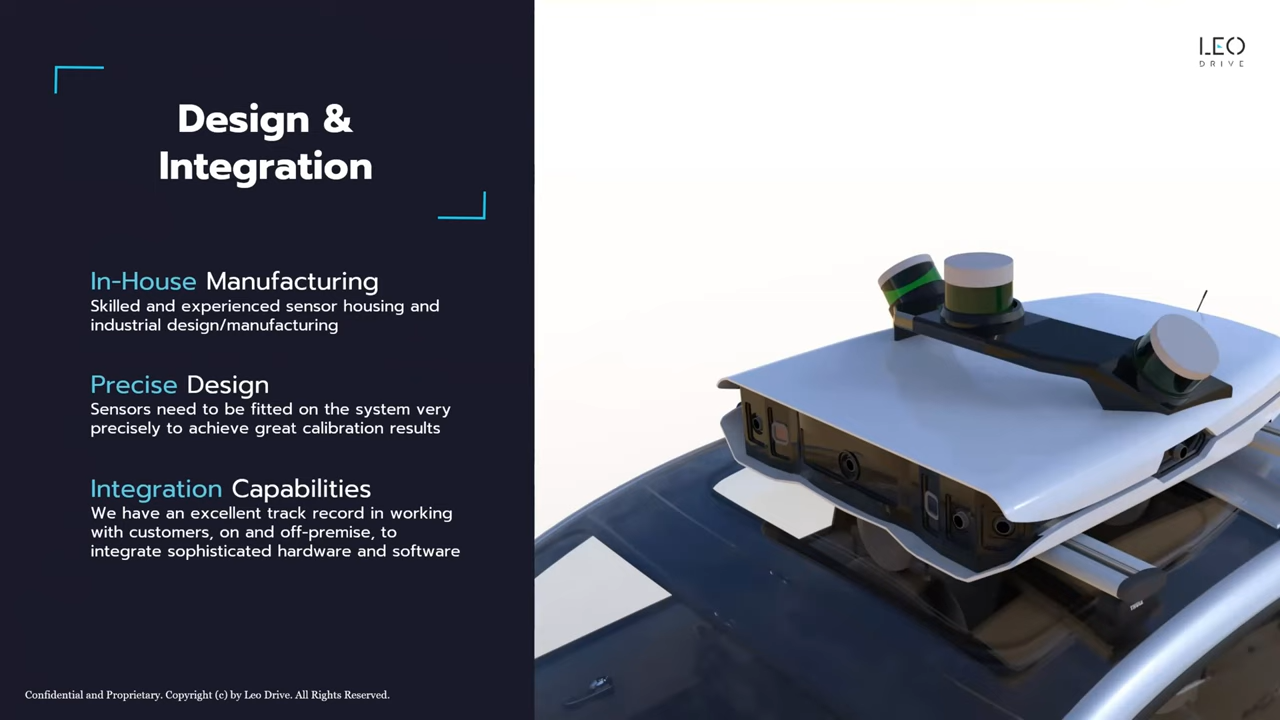 LEO
DRIVE
Design &
Integration
In-House Manufacturing
Skilled and experienced sensor housing and
industrial design/manufacturing
Precise Design
Sensors need to be fitted on the system very
precisely to achieve great calibration results
Integration Capabilities
We have an excellent track record in working
with customers, on and off-premise, to
integrate sophisticated hardware and software
Confidential and Proprietary. Copyright (c) by Leo Drive. All Rights Reserved.